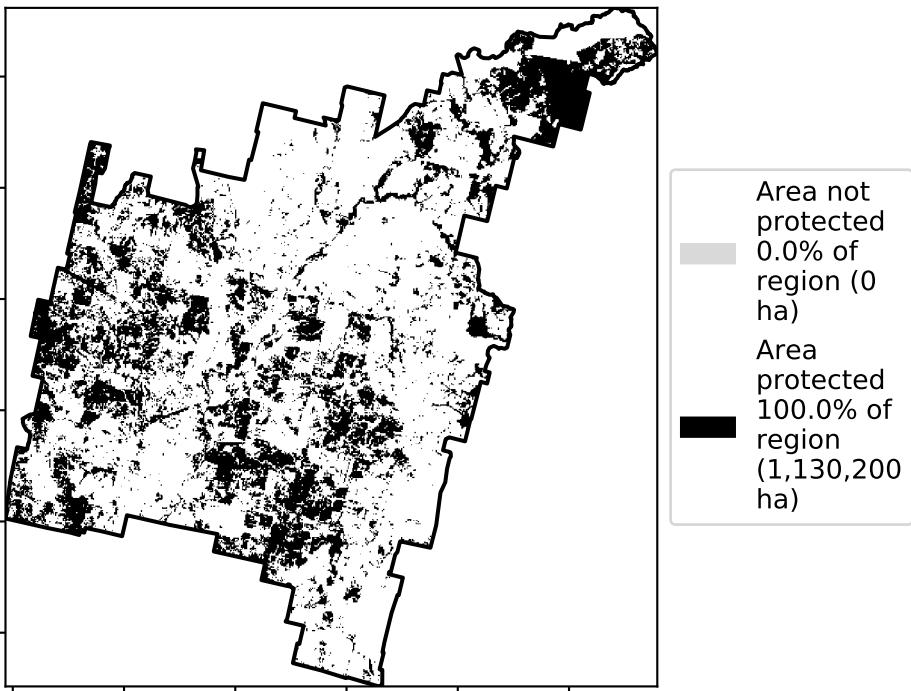 Area not
protected
0.0% of
region (0
ha)
Area
protected
100.0% of
region
(1,130,200
ha)